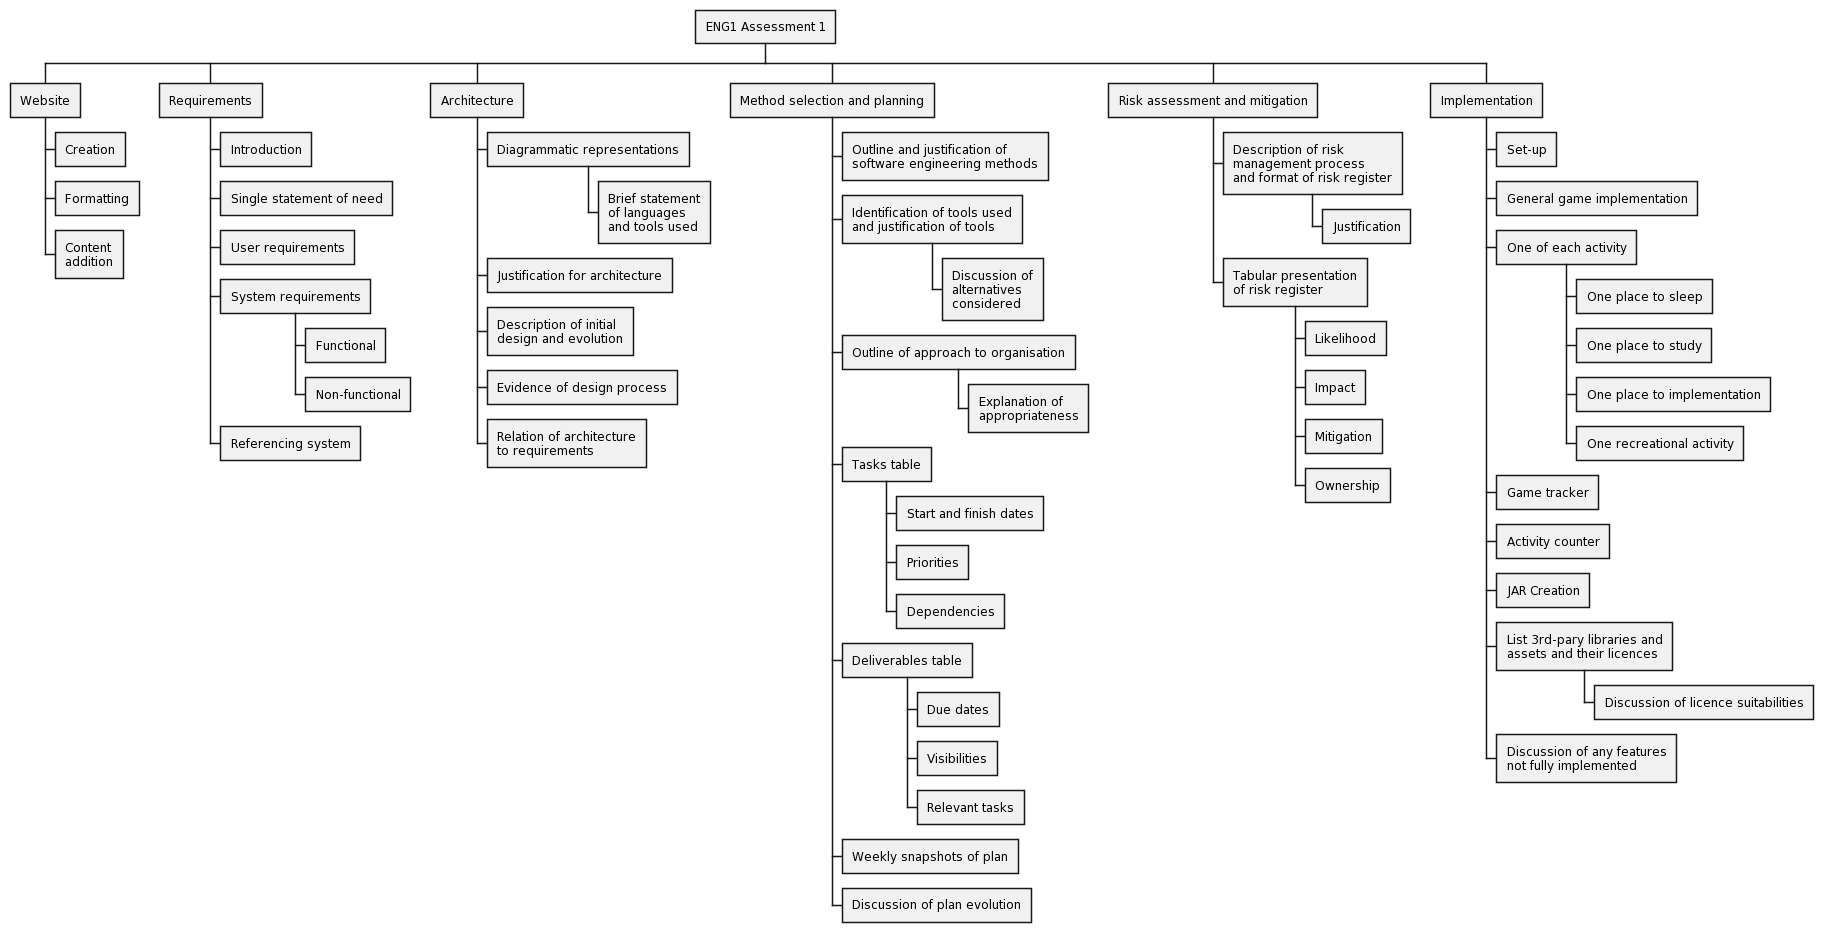 ENG1 Assessment 1
Website
Creation
Formatting
Content
addition
Requirements
Introduction
Single statement of need
User requirements
System requirements
Functional
Non-functional
Referencing system
Architecture
Diagrammatic representations
Brief statement
of languages
and tools used
Justification for architecture
Description of initial
design and evolution
Evidence of design process
Relation of architecture
to requirements
Method selection and planning
Outline and justification of
software engineering methods
Identification of tools used
and justification of tools
Discussion of
alternatives
considered
Outline of approach to organisation
Explanation of
appropriateness
Tasks table
Start and finish dates
Priorities
Dependencies
Deliverables table
Due dates
Visibilities
Relevant tasks
Weekly snapshots of plan
Discussion of plan evolution
Risk assessment and mitigation
Description of risk
management process
and format of risk register
Justification
Tabular presentation
of risk register
Likelihood
Impact
Mitigation
Ownership
Implementation
Set-up
General game implementation
One of each activity
One place to sleep
One place to study
One place to implementation
One recreational activity
Game tracker
Activity counter
JAR Creation
List 3rd-pary libraries and
assets and their licences
Discussion of licence suitabilities
Discussion of any features
not fully implemented